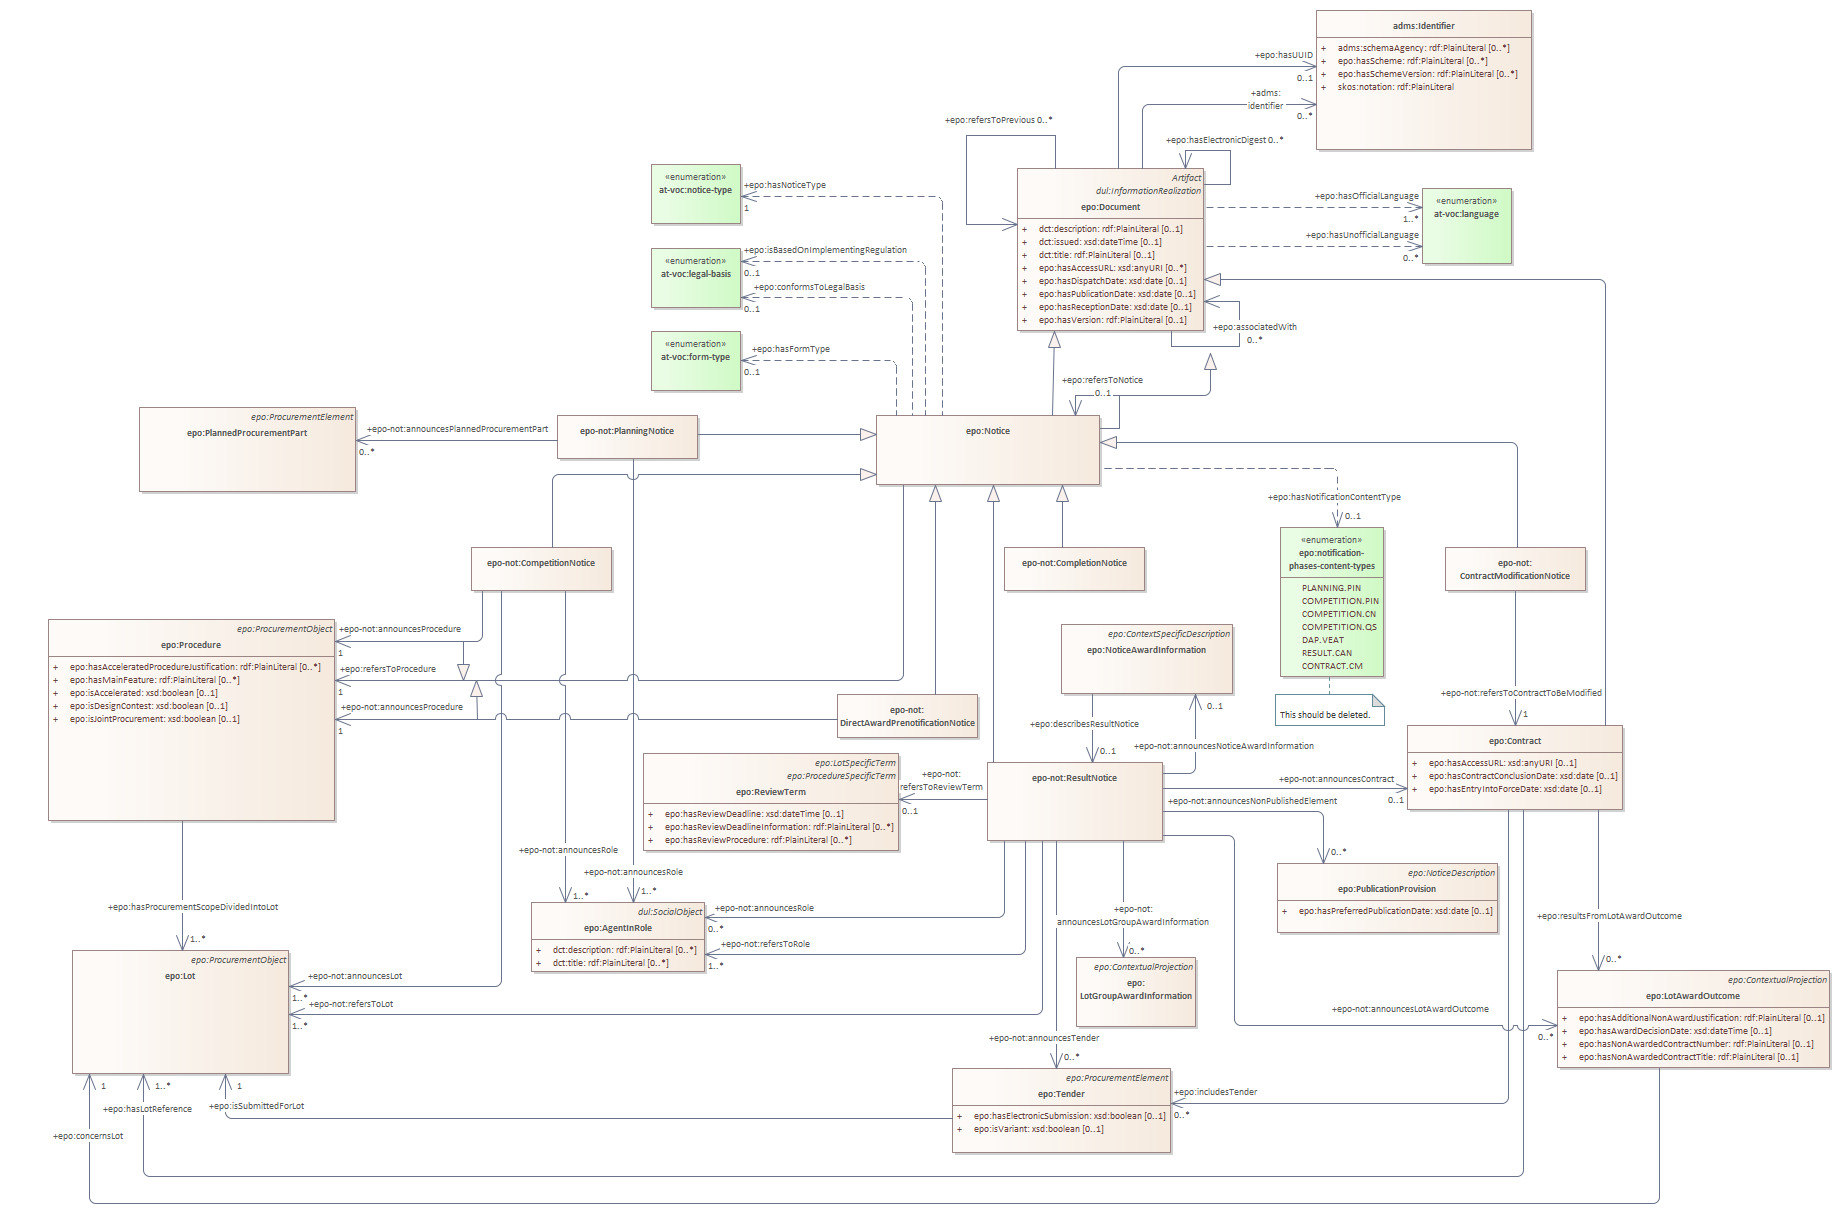 adms:Identifier
+ adms:schemaAgency: rdf:PlainLiteral [0..*]
+ epo:hasScheme: rdf:PlainLiteral [0..*]
+ epo:hasSchemeVersion: rdf:PlainLiteral [0..*]
+ skos:notation: rdf:PlainLiteral
+epo:hasUUID
0..1
+adms:
identifier
0..*
+epo:refersToPrevious 0..*
+epo:hasElectronicDigest 0..*
Artifact
dul:InformationRealization
epo:Document
+ dct:description: rdf:PlainLiteral [0..1]
+ dct:issued: xsd:dateTime [0..1]
+ dct:title: rdf:PlainLiteral [0..1]
+ epo:hasAccessURL: xsd:anyURI [0..*]
+ epo:hasDispatchDate: xsd:date [0..1]
+ epo:hasPublicationDate: xsd:date [0..1]
+ epo:hasReceptionDate: xsd:date [0..1]
+ epo:hasVersion: rdf:PlainLiteral [0..1]
+epo:hasOfficialLanguage
1..*
+epo:hasUnofficialLanguage
0..*
«enumeration»
at-voc:language
«enumeration»
at-voc:notice-type
+epo:hasNoticeType
1
«enumeration»
at-voc:legal-basis
+epo:isBasedOnImplementingRegulation
0..1
+epo:conformsToLegalBasis
0..1
«enumeration»
at-voc:form-type
+epo:hasFormType
0..1
+epo:associatedWith
0..*
+epo:refersToNotice
0..1
epo:ProcurementElement
epo:PlannedProcurementPart
+epo-not:announcesPlannedProcurementPart
0..*
epo-not:PlanningNotice
epo:Notice
+epo:hasNotificationContentType
0..1
«enumeration»
epo:notification-
phases-content-types
PLANNING.PIN
COMPETITION.PIN
COMPETITION.CN
COMPETITION.QS
DAP.VEAT
RESULT.CAN
CONTRACT.CM
This should be deleted.
epo-not:CompetitionNotice
epo-not:CompletionNotice
epo-not:
ContractModificationNotice
epo:ProcurementObject
epo:Procedure
+ epo:hasAcceleratedProcedureJustification: rdf:PlainLiteral [0..*]
+ epo:hasMainFeature: rdf:PlainLiteral [0..*]
+ epo:isAccelerated: xsd:boolean [0..1]
+ epo:isDesignContest: xsd:boolean [0..1]
+ epo:isJointProcurement: xsd:boolean [0..1]
+epo-not:announcesProcedure
1
+epo:refersToProcedure
1
+epo-not:announcesProcedure
1
epo-not:
DirectAwardPrenotificationNotice
epo:ContextSpecificDescription
epo:NoticeAwardInformation
+epo:describesResultNotice
0..1
0..1
+epo-not:announcesNoticeAwardInformation
+epo-not:refersToContractToBeModified
1
epo:Contract
+ epo:hasAccessURL: xsd:anyURI [0..1]
+ epo:hasContractConclusionDate: xsd:date [0..1]
+ epo:hasEntryIntoForceDate: xsd:date [0..1]
epo:LotSpecificTerm
epo:ProcedureSpecificTerm
epo:ReviewTerm
+ epo:hasReviewDeadline: xsd:dateTime [0..1]
+ epo:hasReviewDeadlineInformation: rdf:PlainLiteral [0..*]
+ epo:hasReviewProcedure: rdf:PlainLiteral [0..*]
+epo-not:
refersToReviewTerm
0..1
epo-not:ResultNotice
+epo-not:announcesContract
0..1
+epo-not:announcesNonPublishedElement
0..*
epo:NoticeDescription
epo:PublicationProvision
+ epo:hasPreferredPublicationDate: xsd:date [0..1]
+epo-not:announcesRole
1..*
+epo-not:announcesRole
1..*
dul:SocialObject
epo:AgentInRole
+ dct:description: rdf:PlainLiteral [0..*]
+ dct:title: rdf:PlainLiteral [0..*]
+epo-not:announcesRole
0..*
+epo-not:refersToRole
1..*
+epo-not:
announcesLotGroupAwardInformation
0..*
epo:ContextualProjection
epo:
LotGroupAwardInformation
+epo:resultsFromLotAwardOutcome
0..*
+epo:hasProcurementScopeDividedIntoLot
1..*
epo:ProcurementObject
epo:Lot
+epo-not:announcesLot
1..*
+epo-not:refersToLot
1..*
epo:ContextualProjection
epo:LotAwardOutcome
+ epo:hasAdditionalNonAwardJustification: rdf:PlainLiteral [0..1]
+ epo:hasAwardDecisionDate: xsd:dateTime [0..1]
+ epo:hasNonAwardedContractNumber: rdf:PlainLiteral [0..1]
+ epo:hasNonAwardedContractTitle: rdf:PlainLiteral [0..1]
+epo-not:announcesLotAwardOutcome
0..*
+epo-not:announcesTender
0..*
epo:ProcurementElement
epo:Tender
+ epo:hasElectronicSubmission: xsd:boolean [0..1]
+ epo:isVariant: xsd:boolean [0..1]
+epo:includesTender
0..*
1
1..*
1
+epo:hasLotReference
+epo:isSubmittedForLot
+epo:concernsLot